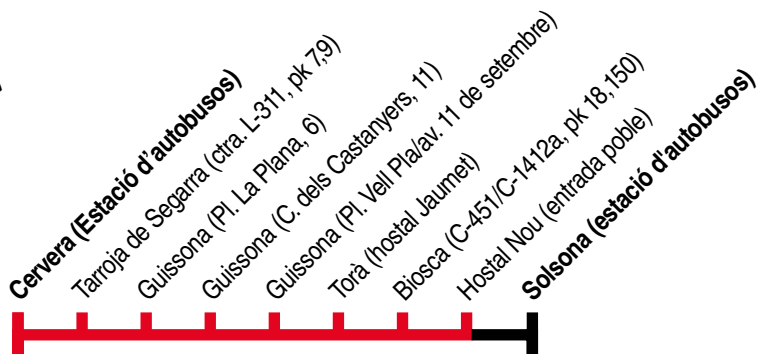 Cervera (Estació d'autobusos)
Tarroja de Segarra (ctra. L-311, pk 7,9)
Guissona (Pl. La Plana, 6)
Guissona (C. dels Castanyers, 11)
Guissona (Pl. Vell Pla/av. 11 de setembre)
Torà (hostal Jaumet)
Biosca (C-451/C-1412a, pk 18,150)
Hostal Nou (entrada poble)
Solsona (estació d'autobusos)